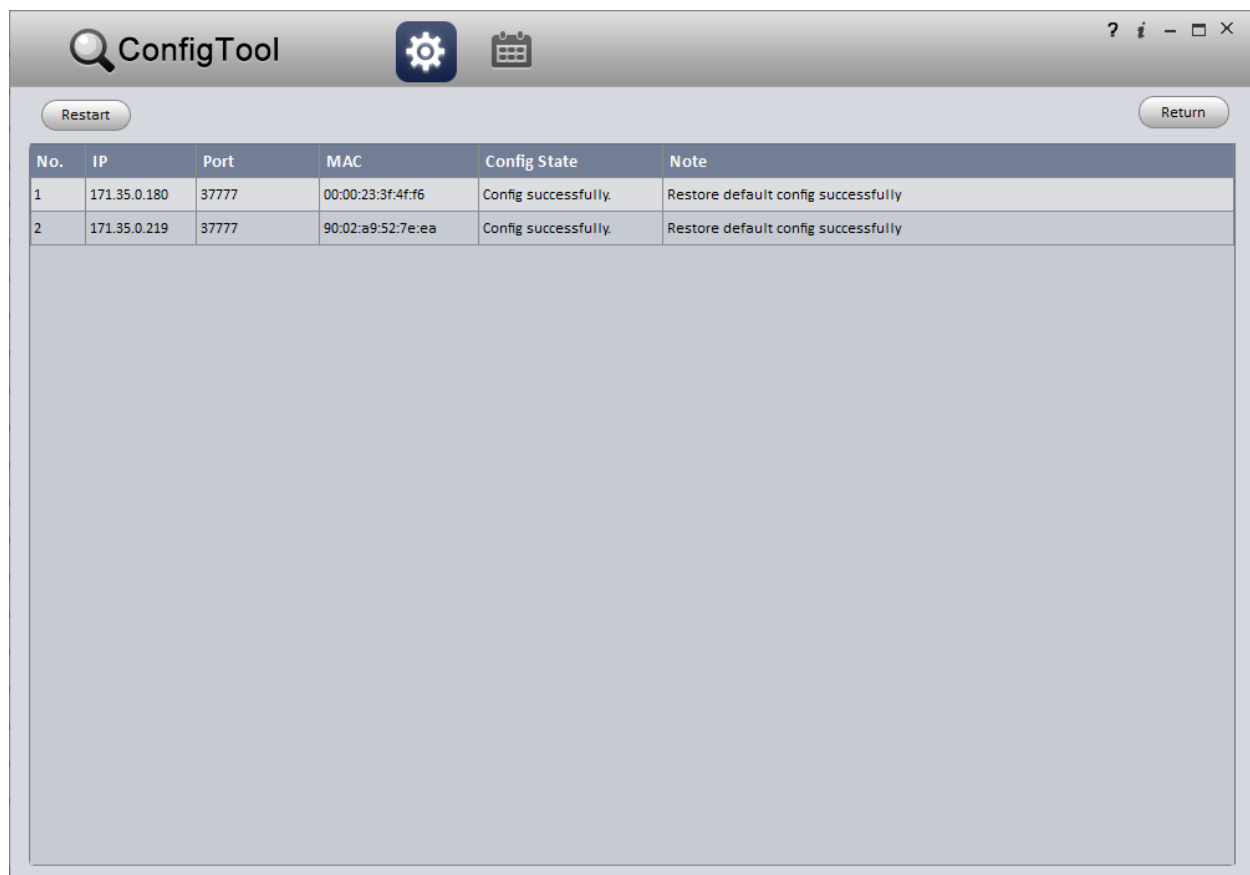 ConfigTool
? i
Restart
Return
No. IP Port MAC Config State Note
1 171.35.0.180 37777 00:00:23:3f:4f:f6 Config successfully. Restore default config successfully
2 171.35.0.219 37777 90:02:a9:52:7e:ea Config successfully. Restore default config successfully